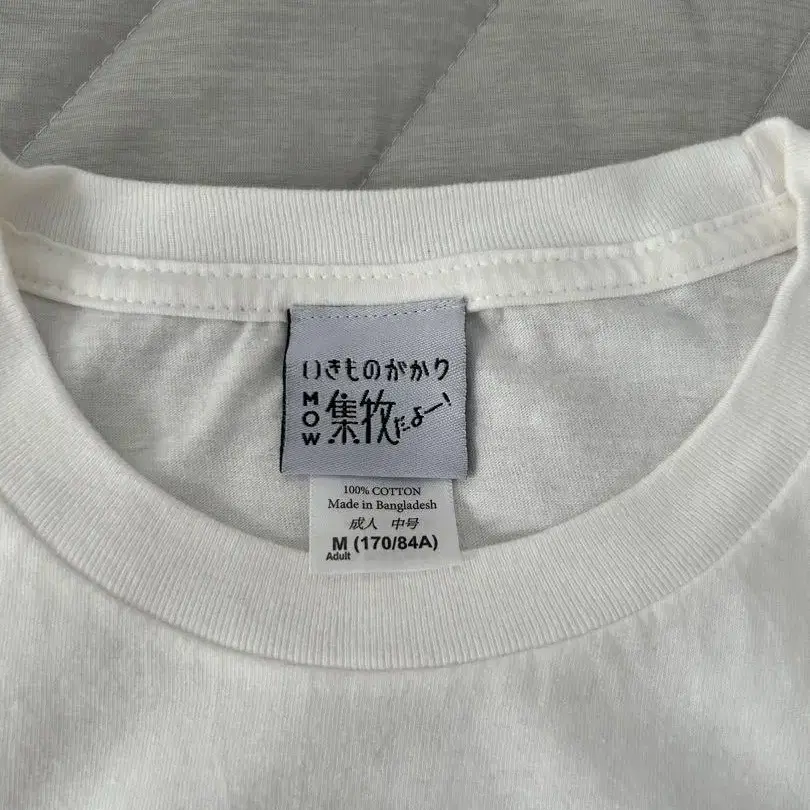 いきものがかり
MOW 集牧だよー!
100% COTTON
Made in Bangladesh
成人 中号
M (170/84A)
Adult